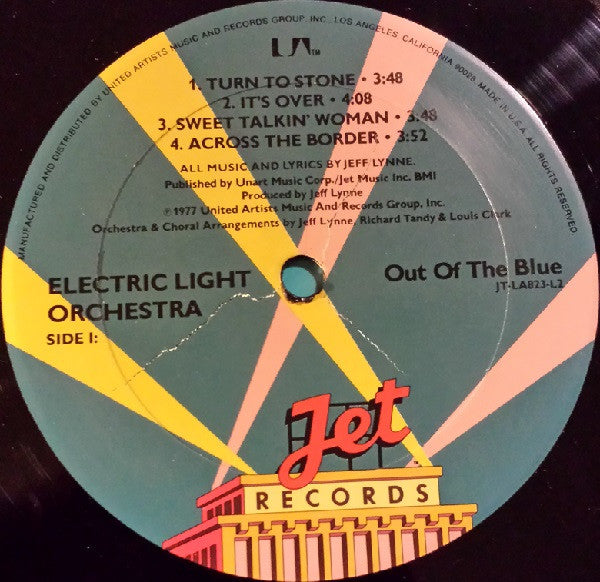 MANUFACTURED AND DISTRIBUTED BY UNITED ARTISTS MUSIC AND RECORDS GROUP, INC., LOS ANGELES, CALIFORNIA 90028 MADE IN U.S.A. ALL RIGHTS RESERVED.
UA™
1. TURN TO STONE • 3:48
2. IT'S OVER • 4:08
3. SWEET TALKIN' WOMAN • 3:48
4. ACROSS THE BORDER • 3:52
ALL MUSIC AND LYRICS BY JEFF LYNNE.
Published by Unart Music Corp./Jet Music Inc. BMI
Produced by Jeff Lynne
℗1977 United Artists Music And Records Group, Inc.
Orchestra & Choral Arrangements by Jeff Lynne, Richard Tandy & Louis Clark
ELECTRIC LIGHT
ORCHESTRA
SIDE 1:
Out Of The Blue
JT-LA823-L2
Jet
RECORDS